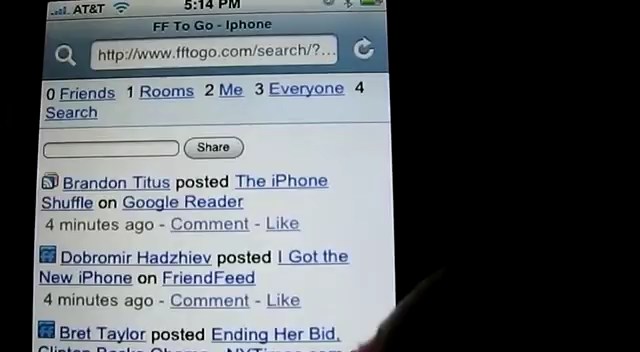 AT&T 5:14 PM
FF To Go - Iphone
http://www.fftogo.com/search/?...
0 Friends 1 Rooms 2 Me 3 Everyone 4
Search
Share
Brandon Titus posted The iPhone
Shuffle on Google Reader
4 minutes ago - Comment - Like
Dobromir Hadzhiev posted I Got the
New iPhone on FriendFeed
4 minutes ago - Comment - Like
Bret Taylor posted Ending Her Bid,